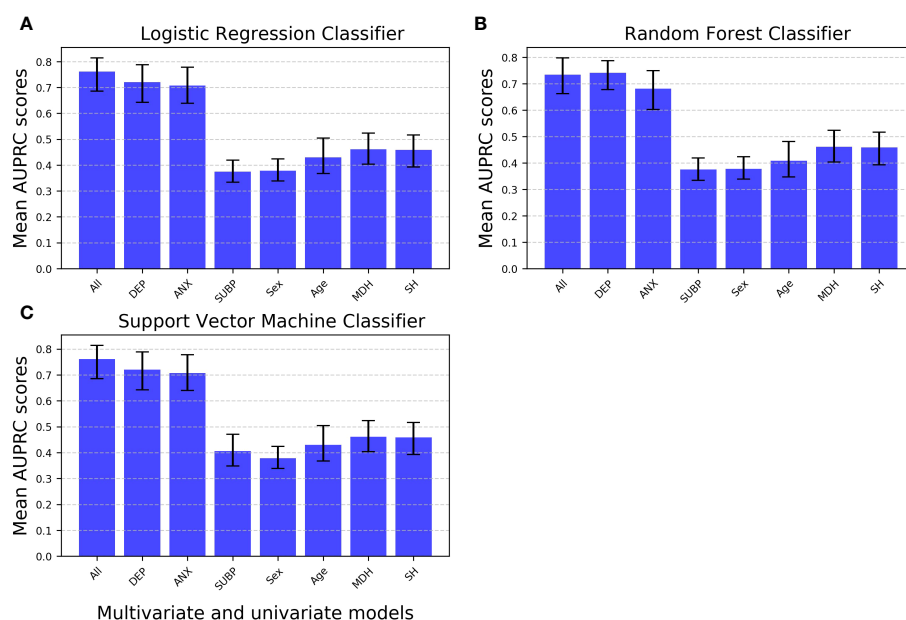 A
Logistic Regression Classifier
Mean AUPRC scores
0.8
0.7
0.6
0.5
0.4
0.3
0.2
0.1
0.0
All
DEP
ANX
SUBP
Sex
Age
MDH
SH
B
Random Forest Classifier
Mean AUPRC scores
0.8
0.7
0.6
0.5
0.4
0.3
0.2
0.1
0.0
All
DEP
ANX
SUBP
Sex
Age
MDH
SH
C
Support Vector Machine Classifier
Mean AUPRC scores
0.8
0.7
0.6
0.5
0.4
0.3
0.2
0.1
0.0
All
DEP
ANX
SUBP
Sex
Age
MDH
SH
Multivariate and univariate models